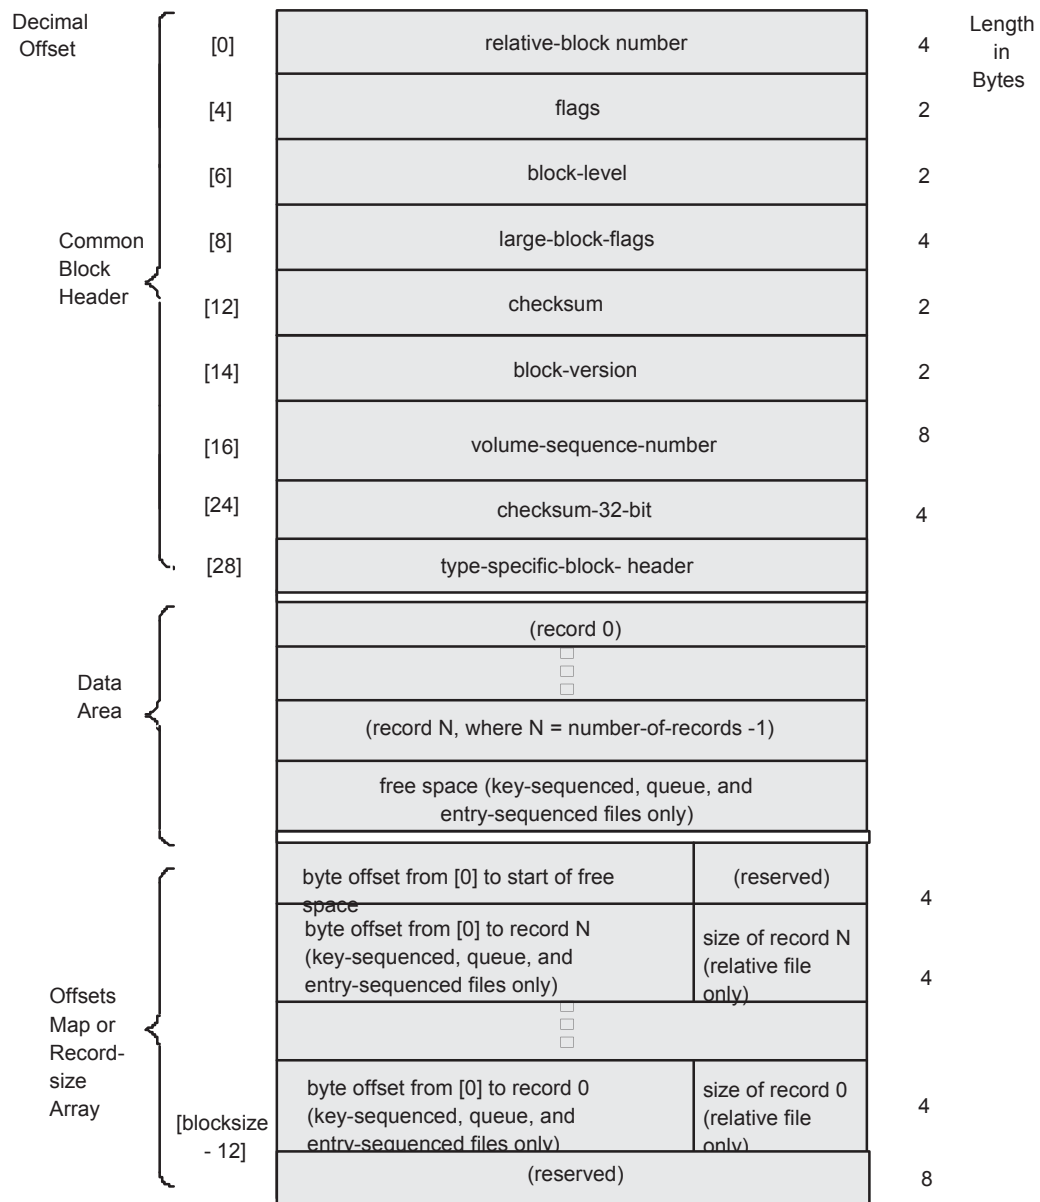 Decimal
Offset
Length
in
Bytes
[0]
relative-block number
4
[4]
flags
2
[6]
block-level
2
[8]
large-block-flags
4
Common
Block
Header
[12]
checksum
2
[14]
block-version
2
[16]
volume-sequence-number
8
[24]
checksum-32-bit
4
[28]
type-specific-block- header
Data
Area
(record 0)
(record N, where N = number-of-records -1)
free space (key-sequenced, queue, and
entry-sequenced files only)
Offsets
Map or
Record-
size
Array
byte offset from [0] to start of free
space
(reserved)
4
byte offset from [0] to record N
(key-sequenced, queue, and
entry-sequenced files only)
size of record N
(relative file
only)
4
[blocksize
- 12]
byte offset from [0] to record 0
(key-sequenced, queue, and
entry-sequenced files only)
size of record 0
(relative file
only)
4
(reserved)
8